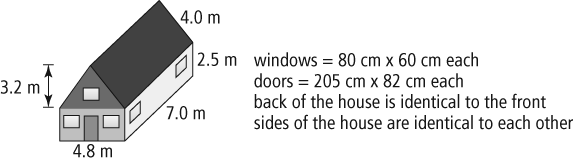 4.0 m
2.5 m
3.2 m
7.0 m
4.8 m
windows = 80 cm x 60 cm each
doors = 205 cm x 82 cm each
back of the house is identical to the front
sides of the house are identical to each other